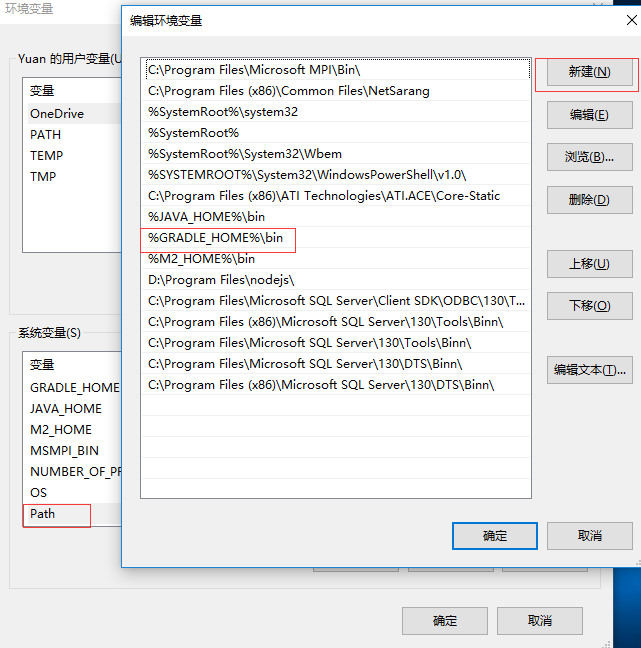 环境变量
编辑环境变量
Yuan 的用户变量(U
变量
OneDrive
PATH
TEMP
TMP
系统变量(S)
变量
GRADLE_HOME
JAVA_HOME
M2_HOME
MSMPI_BIN
NUMBER_OF_PR
OS
Path
C:\Program Files\Microsoft MPI\Bin\
C:\Program Files (x86)\Common Files\NetSarang
%SystemRoot%\system32
%SystemRoot%
%SystemRoot%\System32\Wbem
%SYSTEMROOT%\System32\WindowsPowerShell\v1.0\
C:\Program Files (x86)\ATI Technologies\ATI.ACE\Core-Static
%JAVA_HOME%\bin
%GRADLE_HOME%\bin
%M2_HOME%\bin
D:\Program Files\nodejs\
C:\Program Files\Microsoft SQL Server\Client SDK\ODBC\130\T...
C:\Program Files (x86)\Microsoft SQL Server\130\Tools\Binn\
C:\Program Files\Microsoft SQL Server\130\Tools\Binn\
C:\Program Files\Microsoft SQL Server\130\DTS\Binn\
C:\Program Files (x86)\Microsoft SQL Server\130\DTS\Binn\
新建(N)
编辑(E)
浏览(B)...
删除(D)
上移(U)
下移(O)
编辑文本(T)...
确定
取消
确定
取消